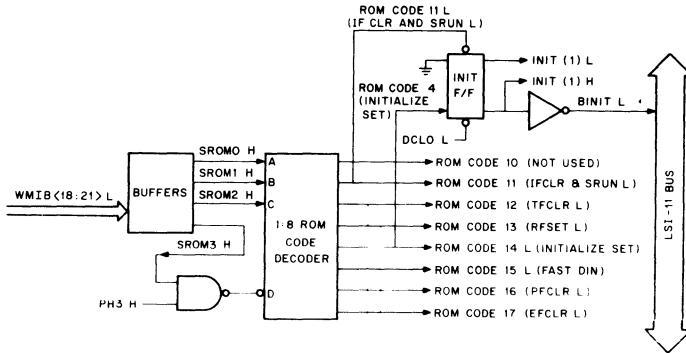 ROM CODE 11 L
(IF CLR AND SRUN L)
INIT (1) L
INIT
F/F
INIT (1) H
ROM CODE 4
(INITIALIZE
SET)
BINIT L
DCLO L
LSI-11 BUS
WMIB<18:21> L
BUFFERS
SROM0 H
SROM1 H
SROM2 H
SROM3 H
PH3 H
A
B
C
D
1:8 ROM
CODE
DECODER
ROM CODE 10 (NOT USED)
ROM CODE 11 (IFCLR & SRUN L)
ROM CODE 12 (TFCLR L)
ROM CODE 13 (RFSET L)
ROM CODE 14 L (INITIALIZE SET)
ROM CODE 15 L (FAST DIN)
ROM CODE 16 (PFCLR L)
ROM CODE 17 (EFCLR L)